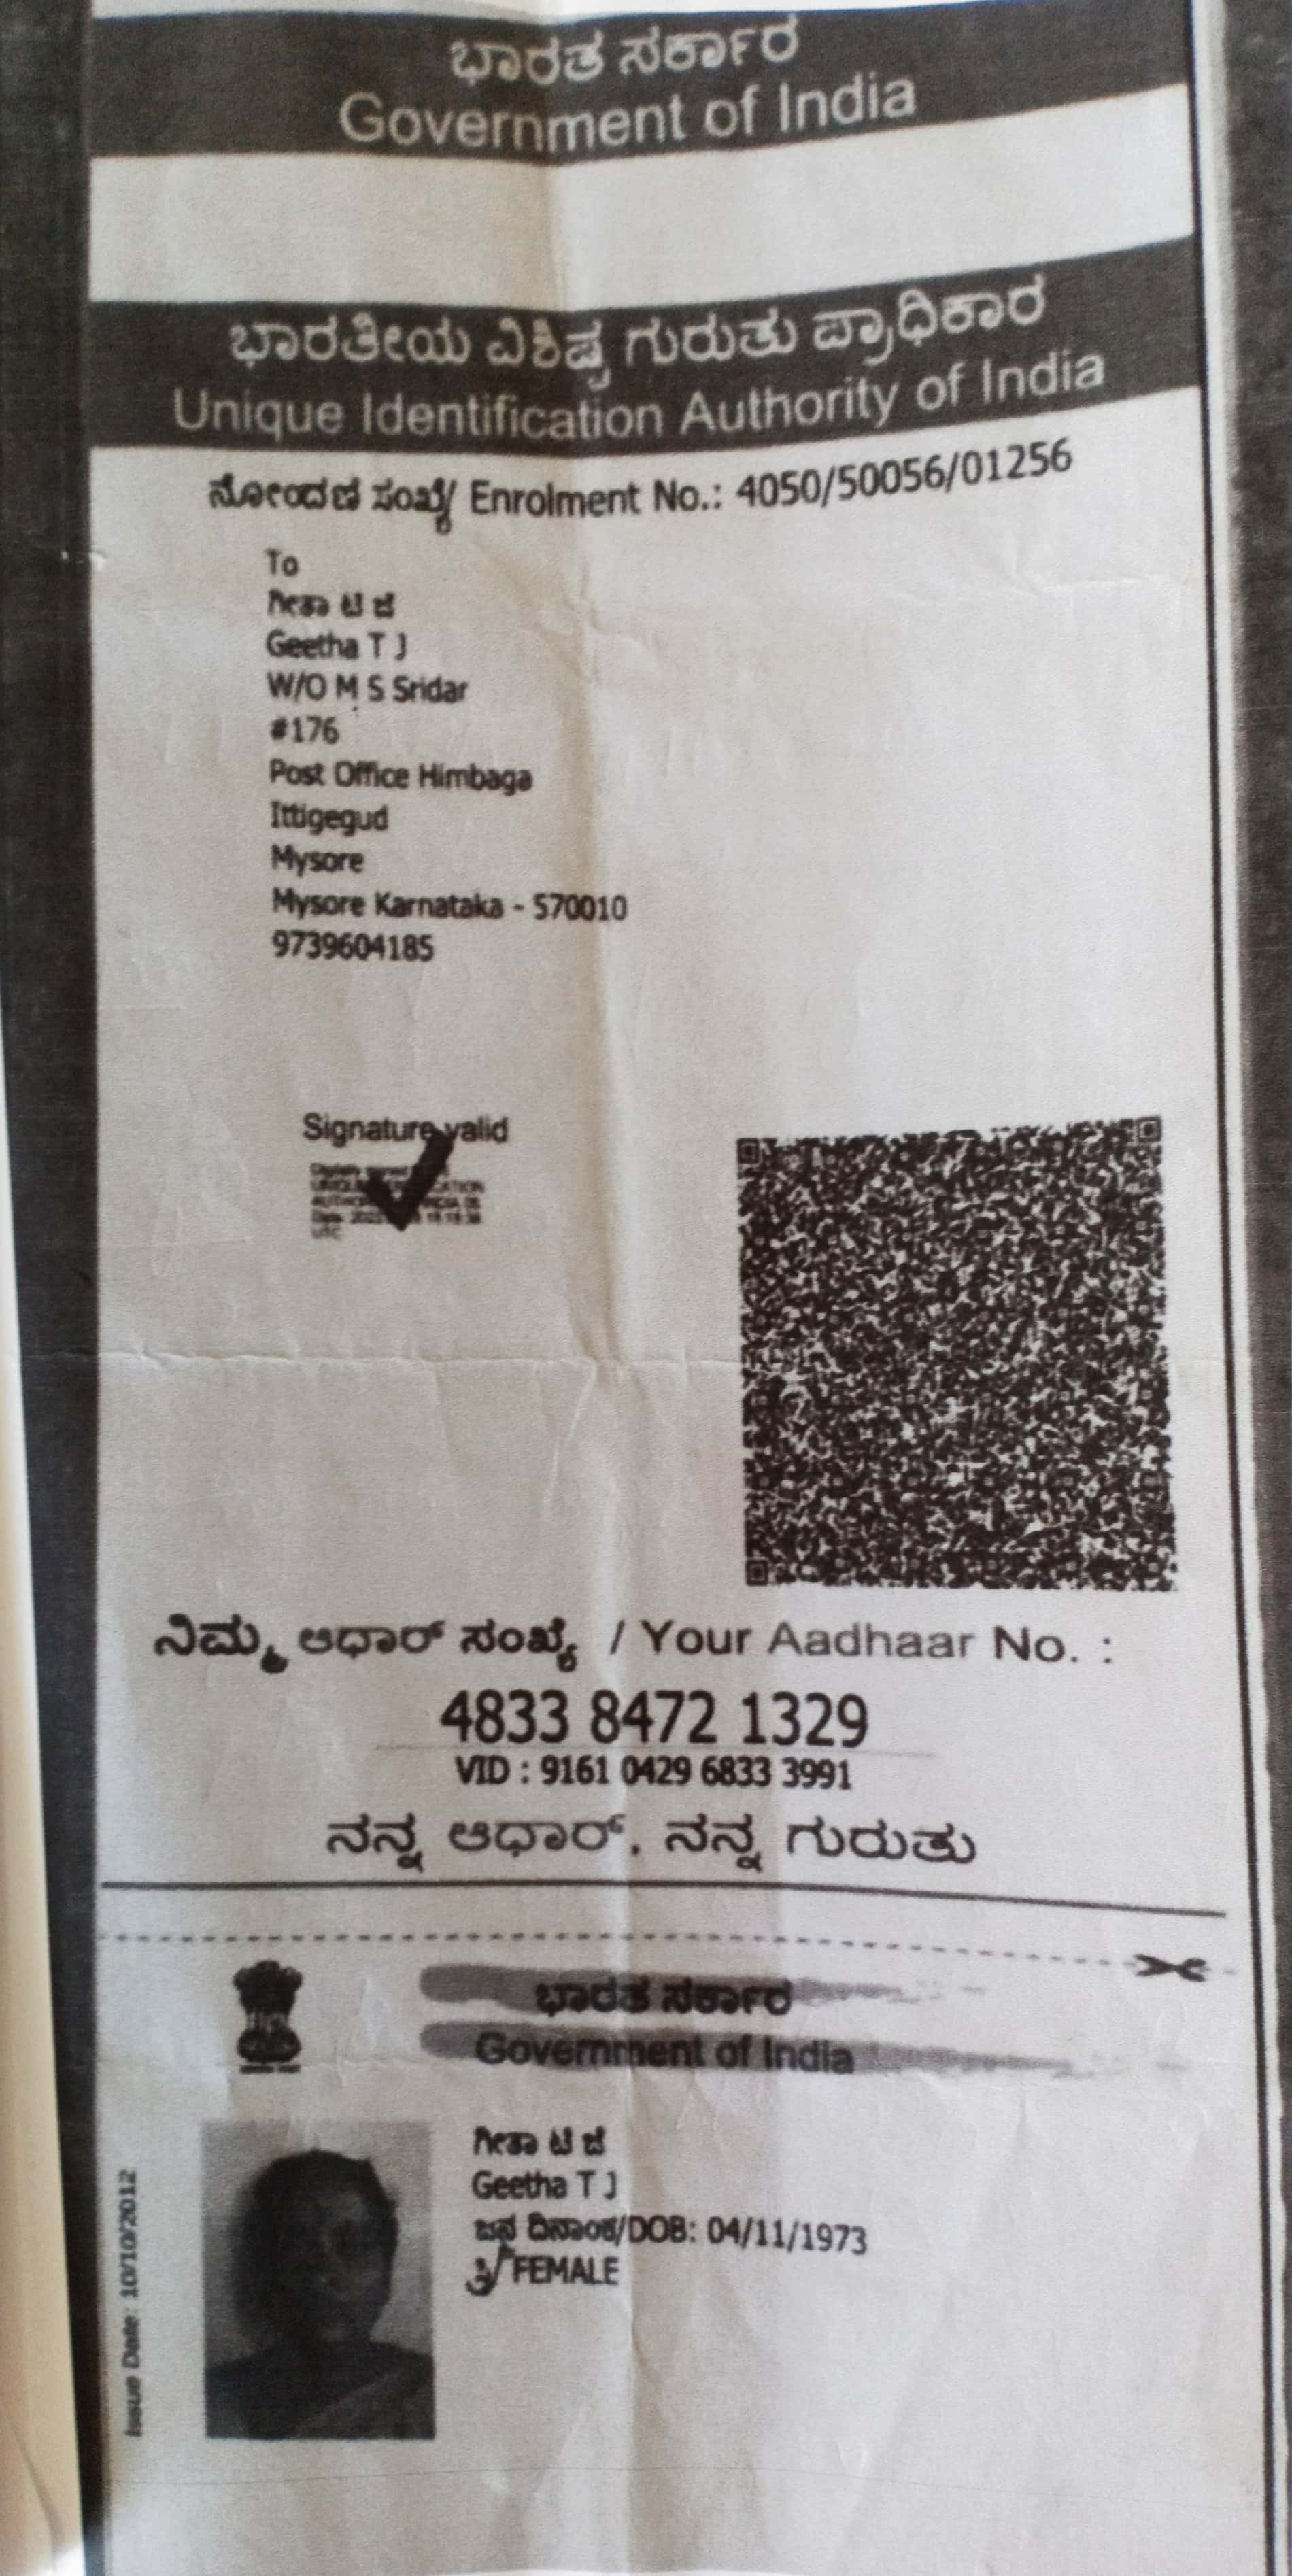 ಭಾರತ ಸರ್ಕಾರ
Government of India
ಭಾರತೀಯ ವಿಶಿಷ್ಟ ಗುರುತು ಪ್ರಾಧಿಕಾರ
Unique Identification Authority of India
ನೋಂದಣಿ ಸಂಖ್ಯೆ/ Enrolment No.: 4050/50056/01256
To
ಗೀತಾ ಟಿ ಜೆ
Geetha T J
W/O M S Sridar
#176
Post Office Himbaga
Ittigegud
Mysore
Mysore Karnataka - 570010
9739604185
Signature valid
ನಿಮ್ಮ ಆಧಾರ್ ಸಂಖ್ಯೆ / Your Aadhaar No. :
4833 8472 1329
VID : 9161 0429 6833 3991
ನನ್ನ ಆಧಾರ್, ನನ್ನ ಗುರುತು
ಭಾರತ ಸರ್ಕಾರ
Government of India
Issue Date: 10/10/2012
ಗೀತಾ ಟಿ ಜೆ
Geetha T J
ಜನ್ಮ ದಿನಾಂಕ/DOB: 04/11/1973
/ FEMALE